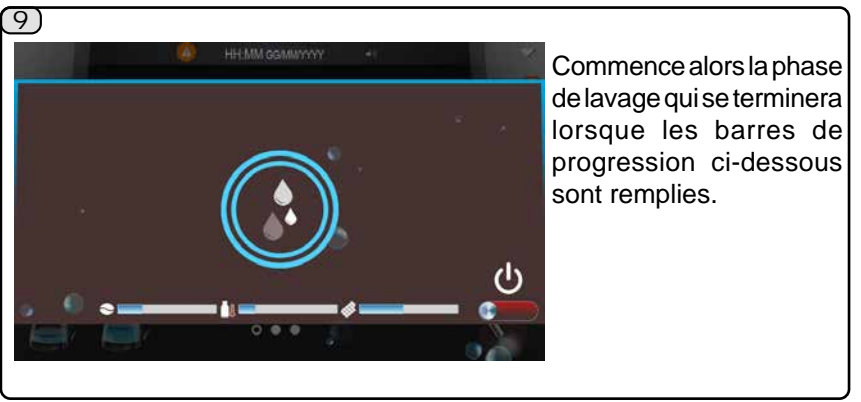 9
HH:MM GG/MM/YYYY
Commence alors la phase
de lavage qui se terminera
lorsque les barres de
progression ci-dessous
sont remplies.